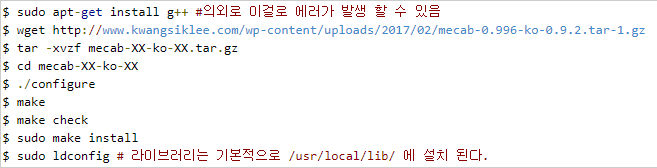 $ sudo apt-get install g++ #의외로 이걸로 에러가 발생 할 수 있음
$ wget http://www.kwangsiklee.com/wp-content/uploads/2017/02/mecab-0.996-ko-0.9.2.tar-1.gz
$ tar -xvzf mecab-XX-ko-XX.tar.gz
$ cd mecab-XX-ko-XX
$ ./configure
$ make
$ make check
$ sudo make install
$ sudo ldconfig # 라이브러리는 기본적으로 /usr/local/lib/ 에 설치 된다.